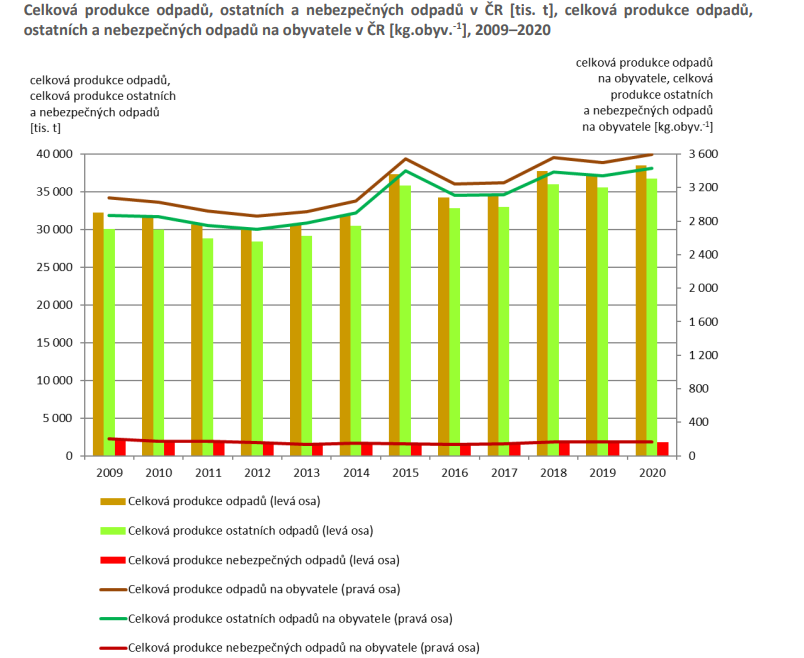 Celková produkce odpadů, ostatních a nebezpečných odpadů v ČR [tis. t], celková produkce odpadů,
ostatních a nebezpečných odpadů na obyvatele v ČR [kg.obyv.⁻¹], 2009–2020
celková produkce odpadů,
celková produkce ostatních
a nebezpečných odpadů
[tis. t]
celková produkce odpadů
na obyvatele, celková
produkce ostatních
a nebezpečných odpadů
na obyvatele [kg.obyv.⁻¹]
40 000
35 000
30 000
25 000
20 000
15 000
10 000
5 000
0
3 600
3 200
2 800
2 400
2 000
1 600
1 200
800
400
0
2009 2010 2011 2012 2013 2014 2015 2016 2017 2018 2019 2020
Celková produkce odpadů (levá osa)
Celková produkce ostatních odpadů (levá osa)
Celková produkce nebezpečných odpadů (levá osa)
Celková produkce odpadů na obyvatele (pravá osa)
Celková produkce ostatních odpadů na obyvatele (pravá osa)
Celková produkce nebezpečných odpadů na obyvatele (pravá osa)